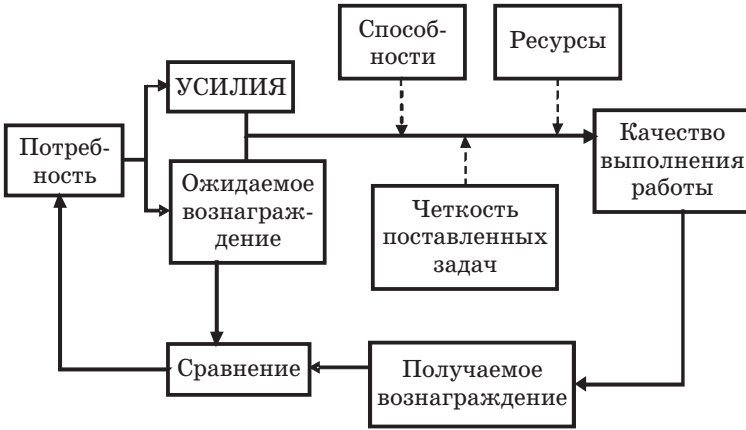 Способ-
ности
Ресурсы
УСИЛИЯ
Потреб-
ность
Качество
выполнения
работы
Ожидаемое
вознаграж-
дение
Четкость
поставленных
задач
Сравнение
Получаемое
вознаграждение